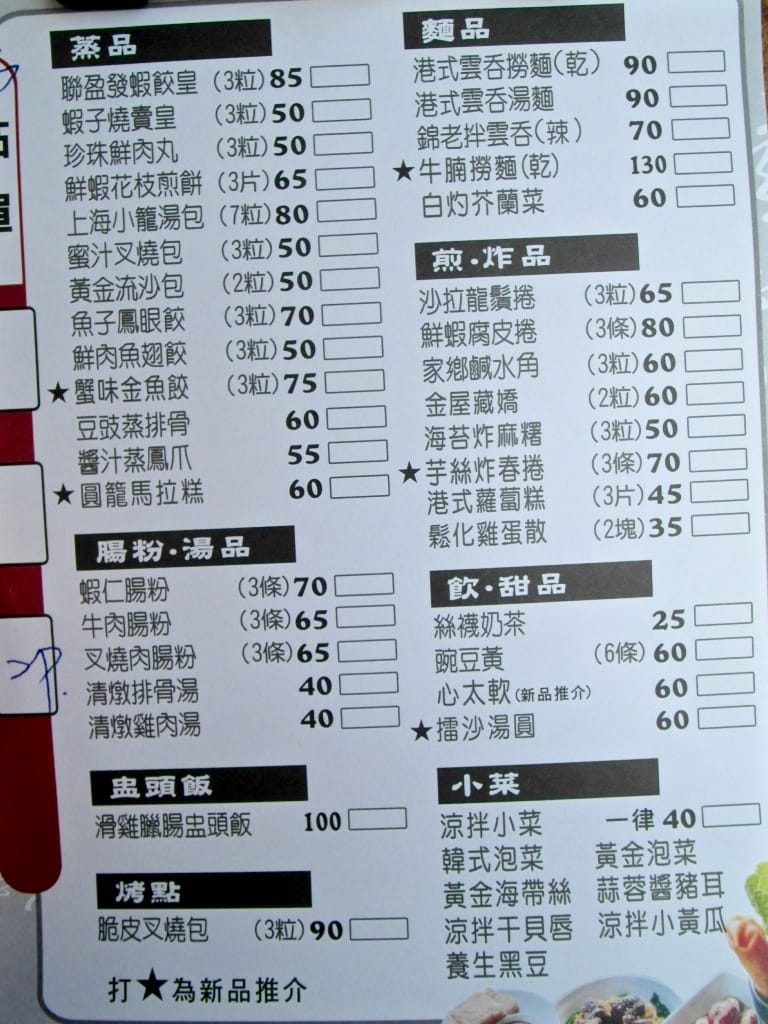 蒸品
聯盈發蝦餃皇 (3粒) 85
蝦子燒賣皇 (3粒) 50
珍珠鮮肉丸 (3粒) 50
鮮蝦花枝煎餅 (3片) 65
上海小籠湯包 (7粒) 80
蜜汁叉燒包 (3粒) 50
黃金流沙包 (2粒) 50
魚子鳳眼餃 (3粒) 70
鮮肉魚翅餃 (3粒) 50
★蟹味金魚餃 (3粒) 75
豆豉蒸排骨 60
醬汁蒸鳳爪 55
★圓籠馬拉糕 60
腸粉·湯品
蝦仁腸粉 (3條) 70
牛肉腸粉 (3條) 65
叉燒肉腸粉 (3條) 65
清燉排骨湯 40
清燉雞肉湯 40
盅頭飯
滑雞臘腸盅頭飯 100
烤點
脆皮叉燒包 (3粒) 90
打★為新品推介
麵品
港式雲吞撈麵(乾) 90
港式雲吞湯麵 90
錦老拌雲吞(辣) 70
★牛腩撈麵(乾) 130
白灼芥蘭菜 60
煎·炸品
沙拉龍鬚捲 (3粒) 65
鮮蝦腐皮捲 (3條) 80
家鄉鹹水角 (3粒) 60
金屋藏嬌 (2粒) 60
海苔炸麻糬 (3粒) 50
★芋絲炸春捲 (3條) 70
港式蘿蔔糕 (3片) 45
鬆化雞蛋散 (2塊) 35
飲·甜品
絲襪奶茶 25
豌豆黃 (6條) 60
心太軟(新品推介) 60
★擂沙湯圓 60
小菜
涼拌小菜 一律 40
韓式泡菜 黃金泡菜
黃金海帶絲 蒜蓉醬豬耳
涼拌干貝唇 涼拌小黃瓜
養生黑豆